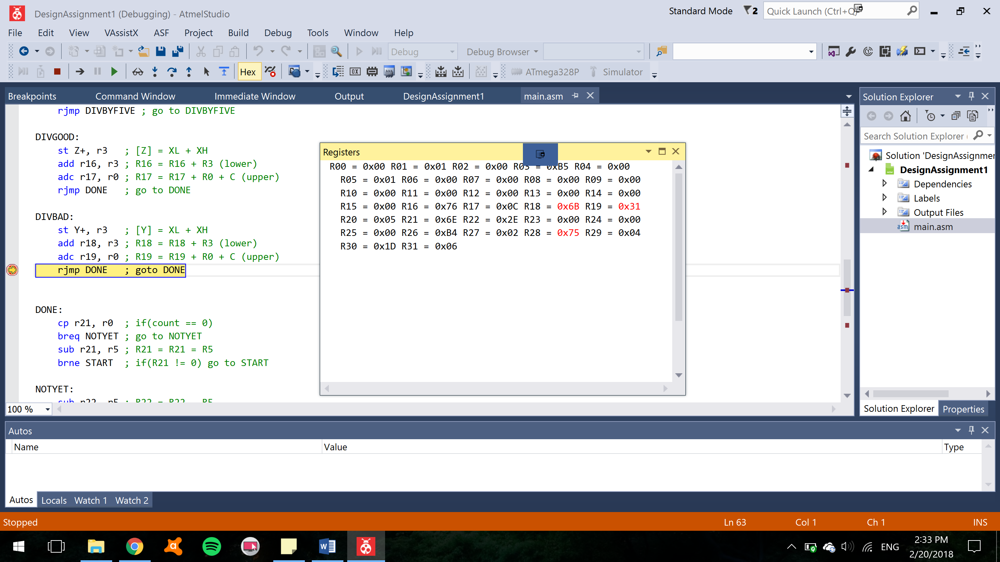 DesignAssignment1 (Debugging) - AtmelStudio
Standard Mode
2
Quick Launch (Ctrl+Q)
File Edit View VAssistX ASF Project Build Debug Tools Window Help
Debug
Debug Browser
Hex
ATmega328P
Simulator
Breakpoints Command Window Immediate Window Output DesignAssignment1 main.asm
rjmp DIVBYFIVE ; go to DIVBYFIVE
DIVGOOD:
st Z+, r3 ; [Z] = XL + XH
add r16, r3 ; R16 = R16 + R3 (lower)
adc r17, r0 ; R17 = R17 + R0 + C (upper)
rjmp DONE ; go to DONE
DIVBAD:
st Y+, r3 ; [Y] = XL + XH
add r18, r3 ; R18 = R18 + R3 (lower)
adc r19, r0 ; R19 = R19 + R0 + C (upper)
rjmp DONE ; goto DONE
DONE:
cp r21, r0 ; if(count == 0)
breq NOTYET ; go to NOTYET
sub r21, r5 ; R21 = R21 = R5
brne START ; if(R21 != 0) go to START
NOTYET:
sub r22, r5 ; R22 = R22 - R5
100 %
Registers
R00 = 0x00 R01 = 0x01 R02 = 0x00 R03 = 0xB5 R04 = 0x00
R05 = 0x01 R06 = 0x00 R07 = 0x00 R08 = 0x00 R09 = 0x00
R10 = 0x00 R11 = 0x00 R12 = 0x00 R13 = 0x00 R14 = 0x00
R15 = 0x00 R16 = 0x76 R17 = 0x0C R18 = 0x6B R19 = 0x31
R20 = 0x05 R21 = 0x6E R22 = 0x2E R23 = 0x00 R24 = 0x00
R25 = 0x00 R26 = 0xB4 R27 = 0x02 R28 = 0x75 R29 = 0x04
R30 = 0x1D R31 = 0x06
Solution Explorer
Search Solution Explorer
Solution 'DesignAssignmen
DesignAssignment1
Dependencies
Labels
Output Files
main.asm
Solution Explorer Properties
Autos
Name Value Type
Autos Locals Watch 1 Watch 2
Stopped
Ln 63 Col 1 Ch 1 INS
ENG
2:33 PM
2/20/2018